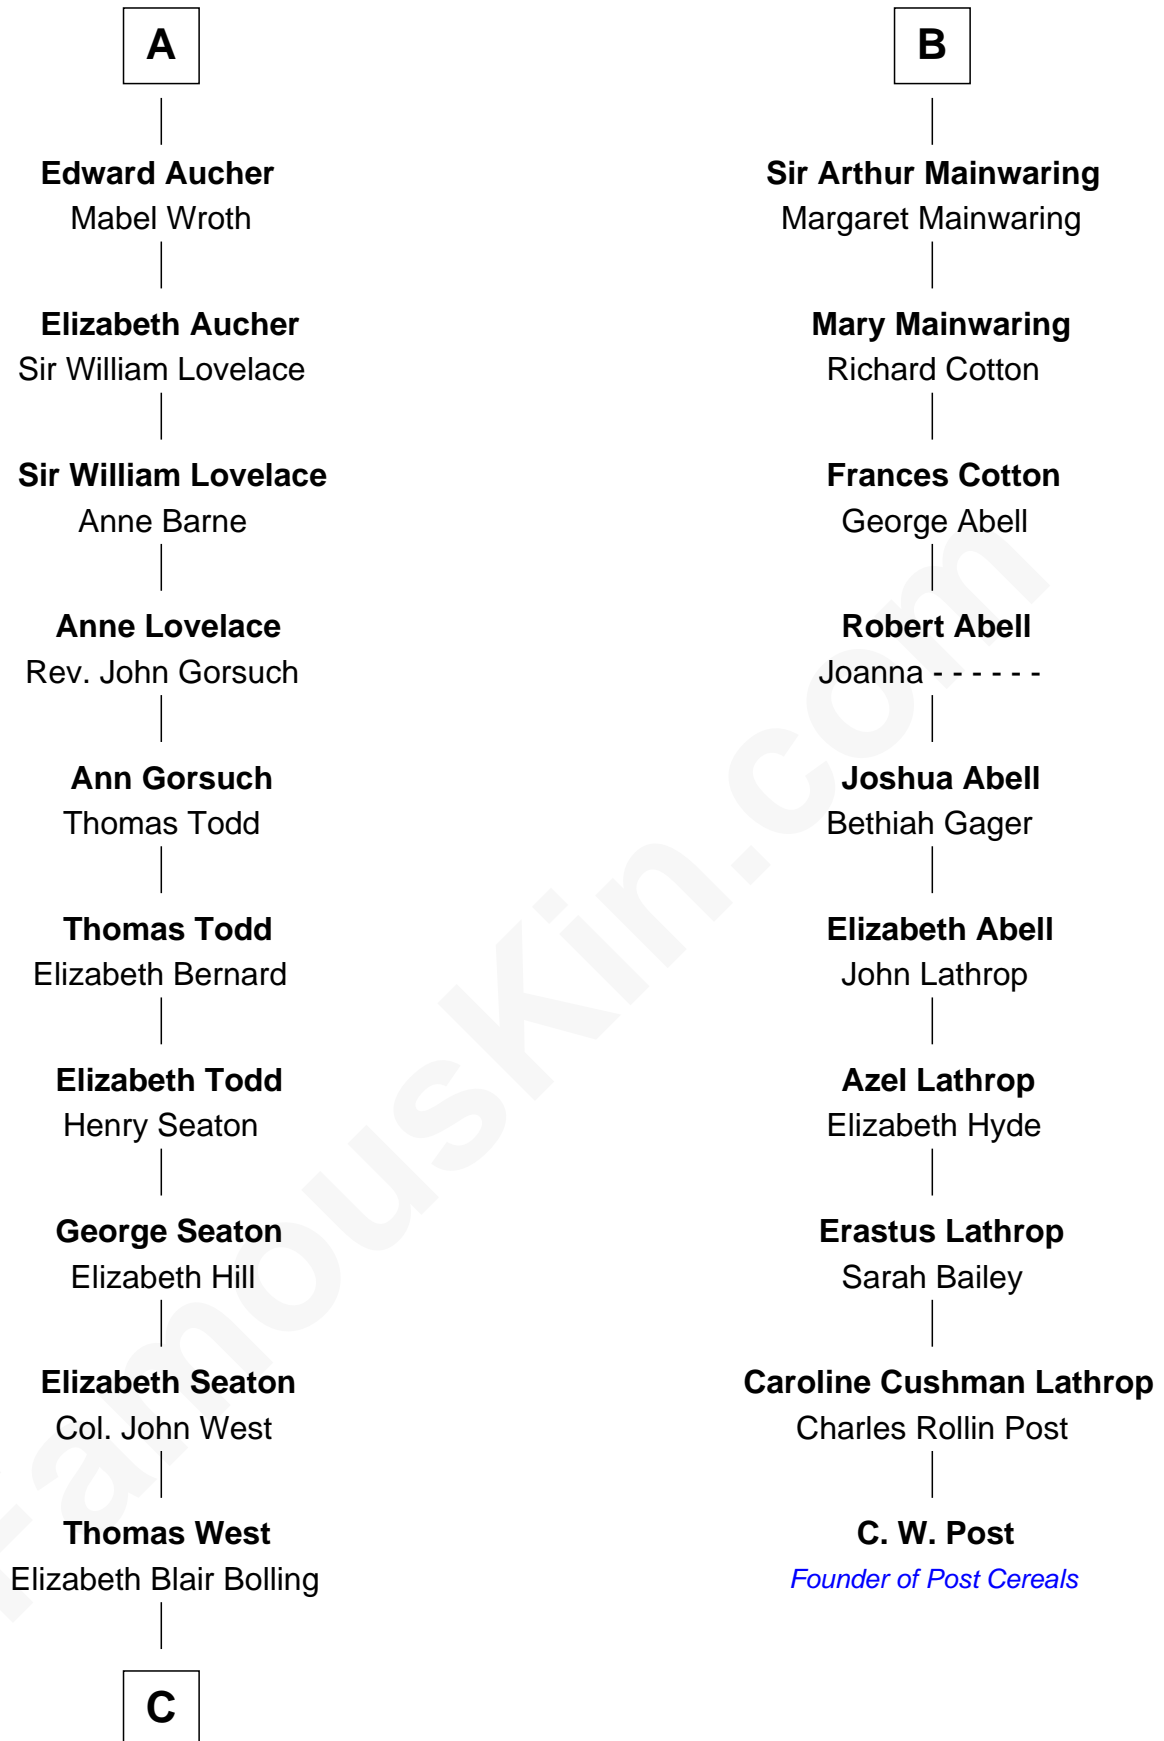 A
Edward Aucher
Mabel Wroth
Elizabeth Aucher
Sir William Lovelace
Sir William Lovelace
Anne Barne
Anne Lovelace
Rev. John Gorsuch
Ann Gorsuch
Thomas Todd
Thomas Todd
Elizabeth Bernard
Elizabeth Todd
Henry Seaton
George Seaton
Elizabeth Hill
Elizabeth Seaton
Col. John West
Thomas West
Elizabeth Blair Bolling
C
B
Sir Arthur Mainwaring
Margaret Mainwaring
Mary Mainwaring
Richard Cotton
Frances Cotton
George Abell
Robert Abell
Joanna - - - - - -
Joshua Abell
Bethiah Gager
Elizabeth Abell
John Lathrop
Azel Lathrop
Elizabeth Hyde
Erastus Lathrop
Sarah Bailey
Caroline Cushman Lathrop
Charles Rollin Post
C. W. Post
Founder of Post Cereals
FamousKin.com